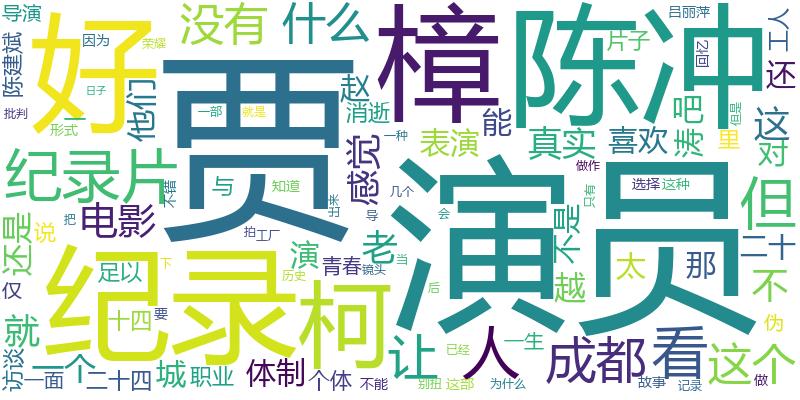 导演
因为
荣耀
好
没有
什么
樟
陈冲
吕丽萍
工人
陈建斌
日子
贾
赵
片子
回忆
还
批判
形式
一
他们
一部
就是
消逝
能
但是
这
纪录片
不错
与
知道
一种
感觉
表演
真实
喜欢
涛
吧
里
对
电影
做作
出来
几个
演员
只有
选择
这种
但
还是
说
把
拍
工厂
导
不是
二十
仅
足以
演
老
青春
镜头
当
会
越
太
那
不
纪录
下
历史
柯
后
伪
就
十四
要
让
人
一生
已经
成都
看
这个
访谈
一面
一个
二十四
城
职业
体制
个体
不能
别扭
这部
为什么
故事
记录
做